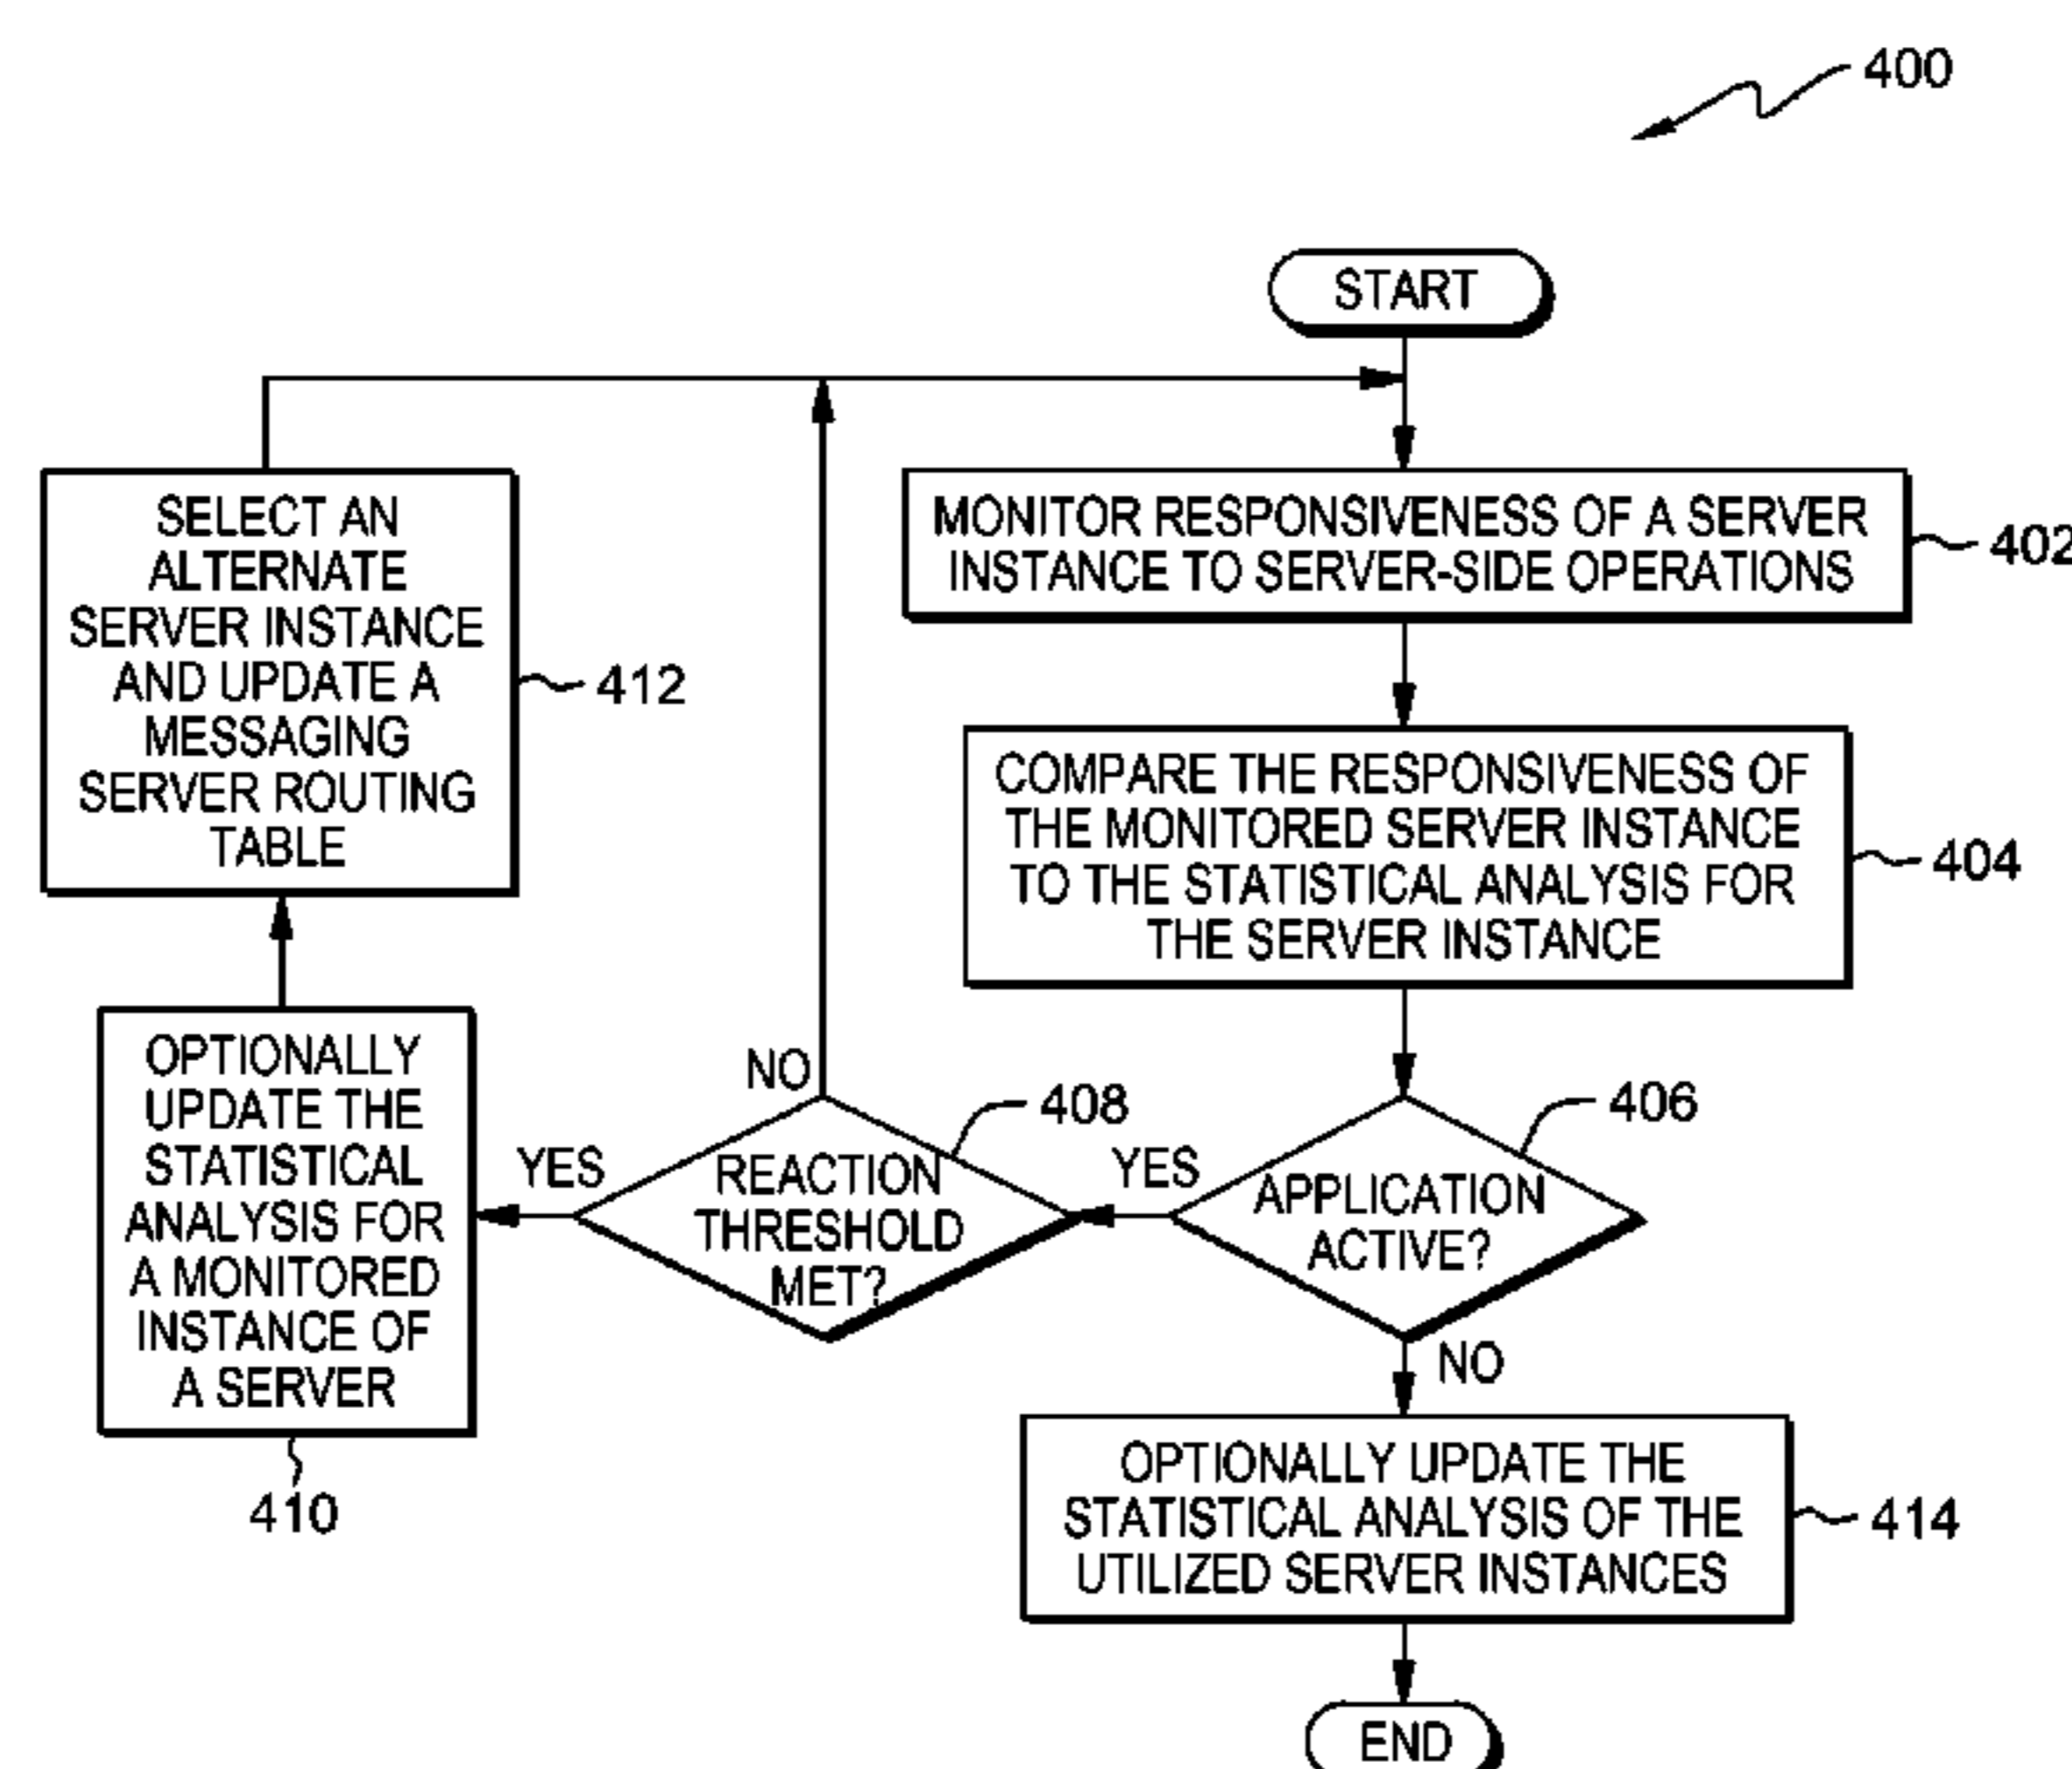 400
START
MONITOR RESPONSIVENESS OF A SERVER
INSTANCE TO SERVER-SIDE OPERATIONS
402
COMPARE THE RESPONSIVENESS OF
THE MONITORED SERVER INSTANCE
TO THE STATISTICAL ANALYSIS FOR
THE SERVER INSTANCE
404
APPLICATION
ACTIVE?
406
YES
NO
REACTION
THRESHOLD
MET?
408
NO
YES
OPTIONALLY
UPDATE THE
STATISTICAL
ANALYSIS FOR
A MONITORED
INSTANCE OF
A SERVER
410
SELECT AN
ALTERNATE
SERVER INSTANCE
AND UPDATE A
MESSAGING
SERVER ROUTING
TABLE
412
OPTIONALLY UPDATE THE
STATISTICAL ANALYSIS OF THE
UTILIZED SERVER INSTANCES
414
END